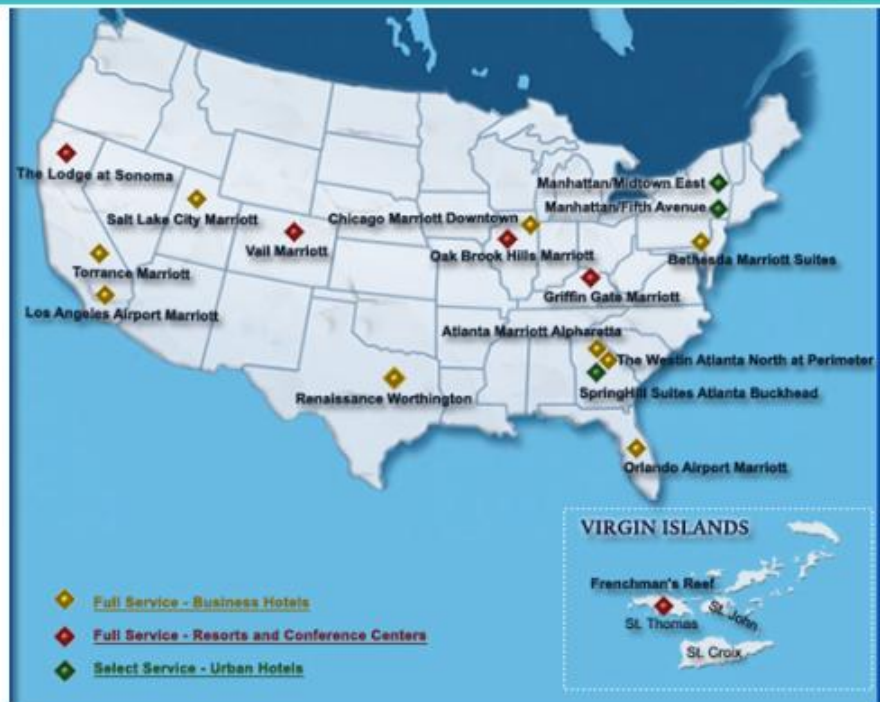 Manhattan/Midtown East
The Lodge at Sonoma
Manhattan/Fifth Avenue
Salt Lake City Marriott
Chicago Marriott Downtown
Vail Marriott
Oak Brook Hills Marriott
Bethesda Marriott Suites
Torrance Marriott
Griffin Gate Marriott
Los Angeles Airport Marriott
Atlanta Marriott Alpharetta
The Westin Atlanta North at Perimeter
SpringHill Suites Atlanta Buckhead
Renaissance Worthington
Orlando Airport Marriott
VIRGIN ISLANDS
Frenchman's Reef
St. Thomas
St. John
St. Croix
Full Service - Business Hotels
Full Service - Resorts and Conference Centers
Select Service - Urban Hotels